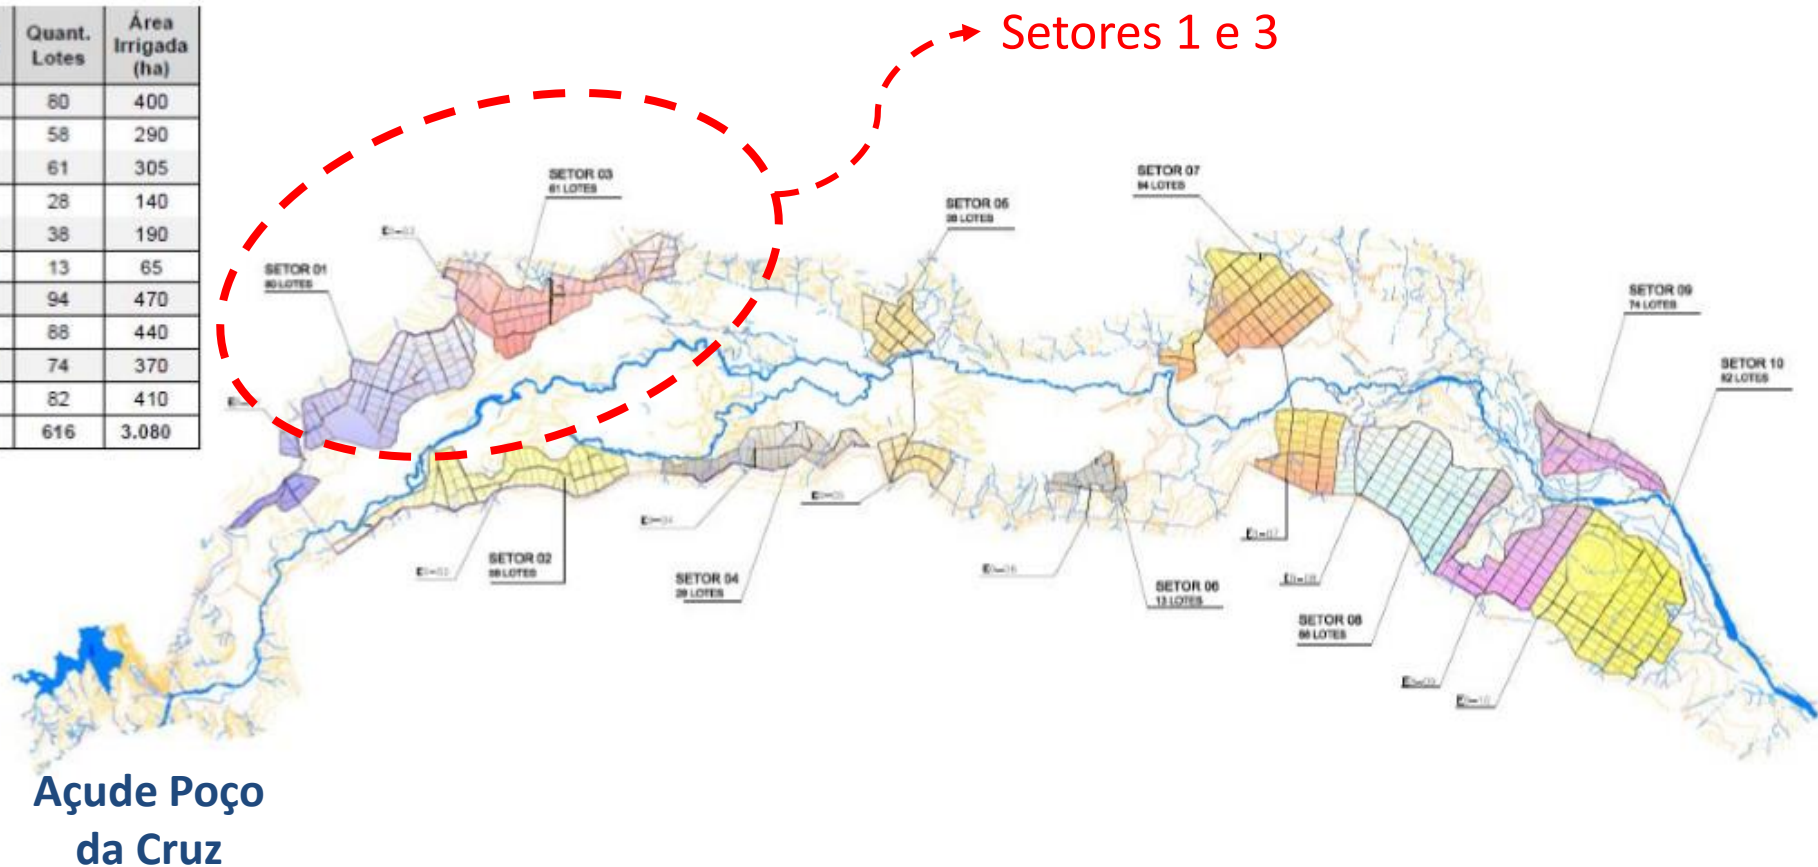 Quant.
Lotes
Área
Irrigada
(ha)
80 400
58 290
61 305
28 140
38 190
13 65
94 470
88 440
74 370
82 410
616 3.080
Setores 1 e 3
SETOR 03
61 LOTES
SETOR 07
94 LOTES
SETOR 05
38 LOTES
SETOR 01
80 LOTES
SETOR 09
74 LOTES
SETOR 10
82 LOTES
SETOR 02
58 LOTES
SETOR 04
28 LOTES
SETOR 06
13 LOTES
SETOR 08
88 LOTES
Açude Poço
da Cruz